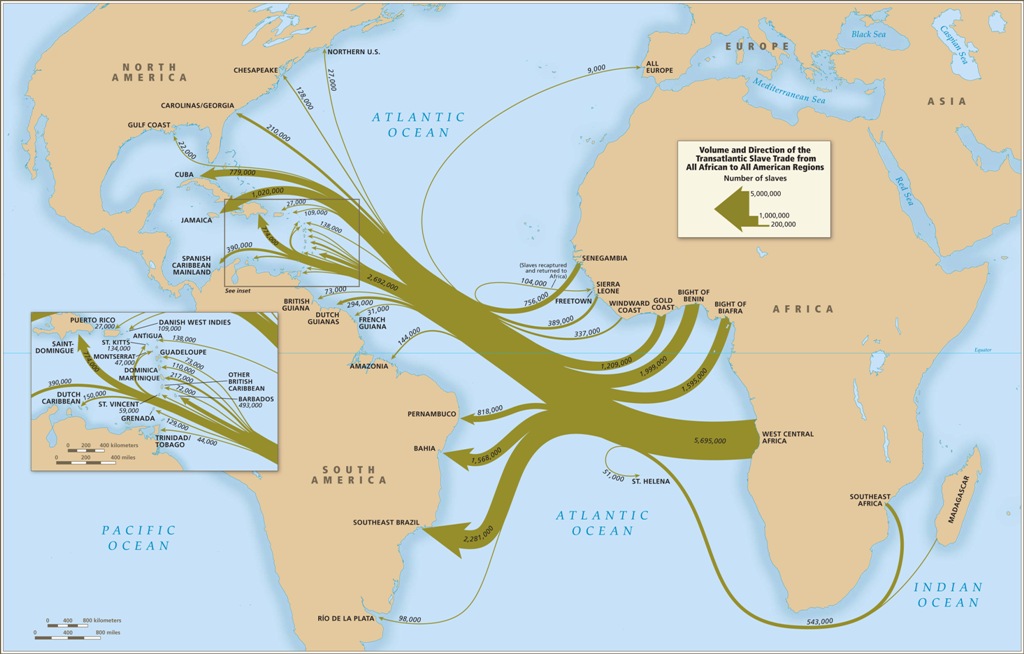 NORTH
AMERICA
NORTHERN U.S.
CHESAPEAKE
27,000
128,000
CAROLINAS/GEORGIA
210,000
GULF COAST
22,000
CUBA
779,000
1,020,000
JAMAICA
27,000
109,000
138,000
774,000
390,000
SPANISH
CARIBBEAN
MAINLAND
See inset
2,692,000
73,000
BRITISH
GUIANA
294,000
DUTCH
GUIANAS
31,000
FRENCH
GUIANA
144,000
AMAZONIA
ATLANTIC
OCEAN
9,000
ALL
EUROPE
EUROPE
Black Sea
Caspian Sea
Mediterranean Sea
ASIA
Red Sea
Volume and Direction of the
Transatlantic Slave Trade from
All African to All American Regions
Number of slaves
5,000,000
1,000,000
200,000
SENEGAMBIA
(Slaves recaptured
and returned to
Africa)
104,000
756,000
SIERRA
LEONE
FREETOWN
389,000
337,000
WINDWARD
COAST
GOLD
COAST
BIGHT OF
BENIN
BIGHT OF
BIAFRA
1,209,000
1,999,000
1,595,000
AFRICA
Equator
PUERTO RICO
27,000
DANISH WEST INDIES
109,000
ANTIGUA
138,000
SAINT-
DOMINGUE
774,000
ST. KITTS
134,000
MONTSERRAT
47,000
GUADELOUPE
73,000
DOMINICA
110,000
MARTINIQUE
217,000
72,000
OTHER
BRITISH
CARIBBEAN
390,000
DUTCH
CARIBBEAN
150,000
BARBADOS
493,000
ST. VINCENT
59,000
GRENADA
129,000
TRINIDAD/
TOBAGO
44,000
0 200 400 kilometers
0 200 400 miles
PERNAMBUCO
818,000
BAHIA
1,568,000
SOUTH
AMERICA
SOUTHEAST BRAZIL
2,281,000
RÍO DE LA PLATA
98,000
5,695,000
WEST CENTRAL
AFRICA
51,000
ST. HELENA
ATLANTIC
OCEAN
PACIFIC
OCEAN
SOUTHEAST
AFRICA
MADAGASCAR
543,000
INDIAN
OCEAN
0 400 800 kilometers
0 400 800 miles